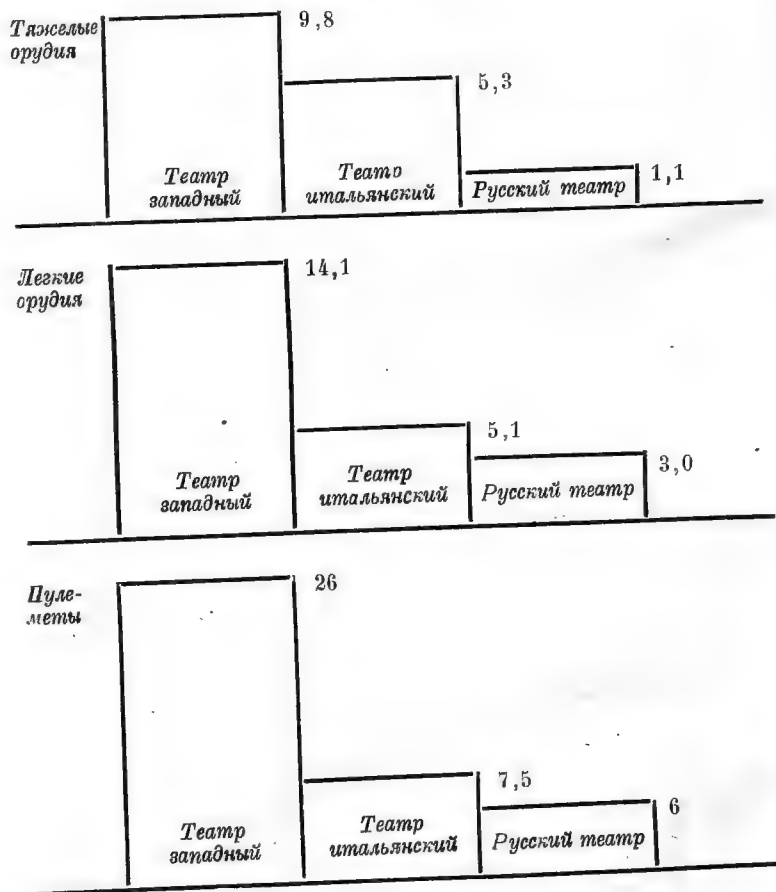 Тяжелые
орудия
9,8
5,3
1,1
Театр
западный
Теато
итальянский
Русский театр
Легкие
орудия
14,1
5,1
3,0
Театр
западный
Театр
итальянский
Русский театр
Пуле-
меты
26
7,5
6
Театр
западный
Театр
итальянский
Русский театр